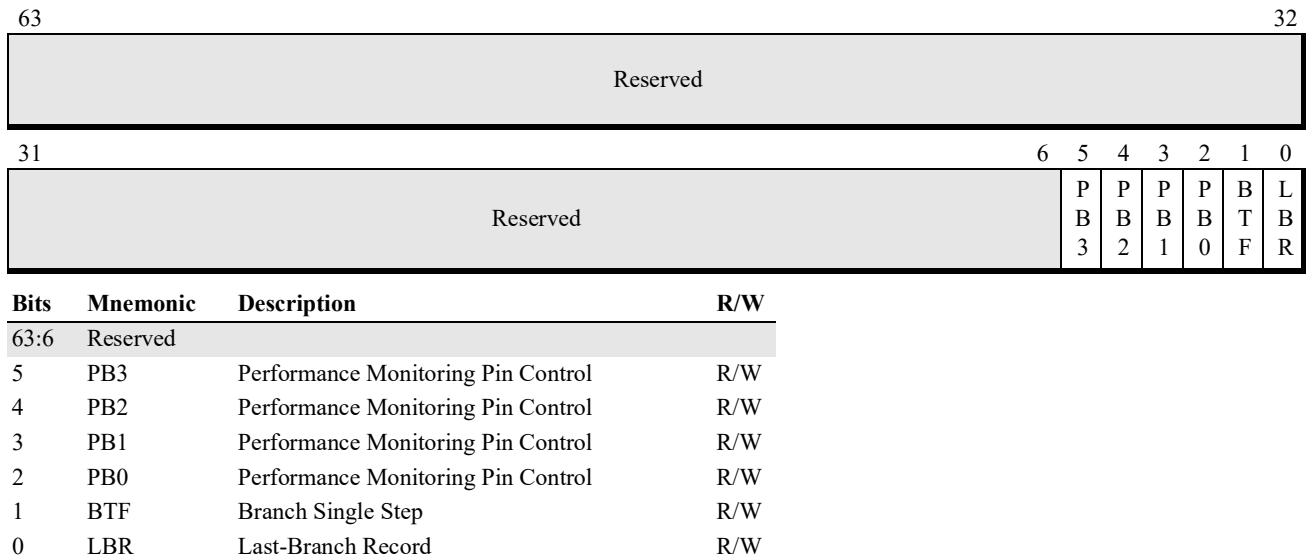 63 32
Reserved
31 6 5 4 3 2 1 0
Reserved
P P P P B L
B B B B T B
3 2 1 0 F R
Bits Mnemonic Description R/W
63:6 Reserved
5 PB3 Performance Monitoring Pin Control R/W
4 PB2 Performance Monitoring Pin Control R/W
3 PB1 Performance Monitoring Pin Control R/W
2 PB0 Performance Monitoring Pin Control R/W
1 BTF Branch Single Step R/W
0 LBR Last-Branch Record R/W